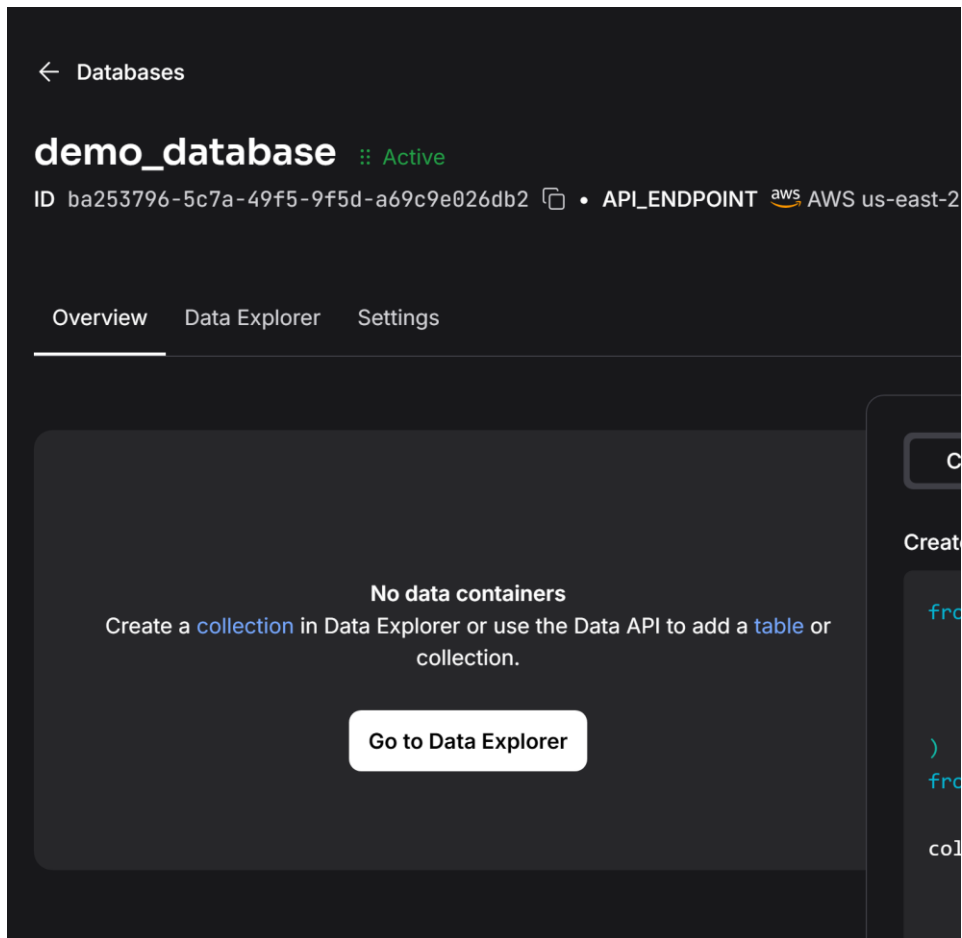 ← Databases
demo_database Active
ID ba253796-5c7a-49f5-9f5d-a69c9e026db2 • API_ENDPOINT aws AWS us-east-2
Overview Data Explorer Settings
No data containers
Create a collection in Data Explorer or use the Data API to add a table or
collection.
Go to Data Explorer
)